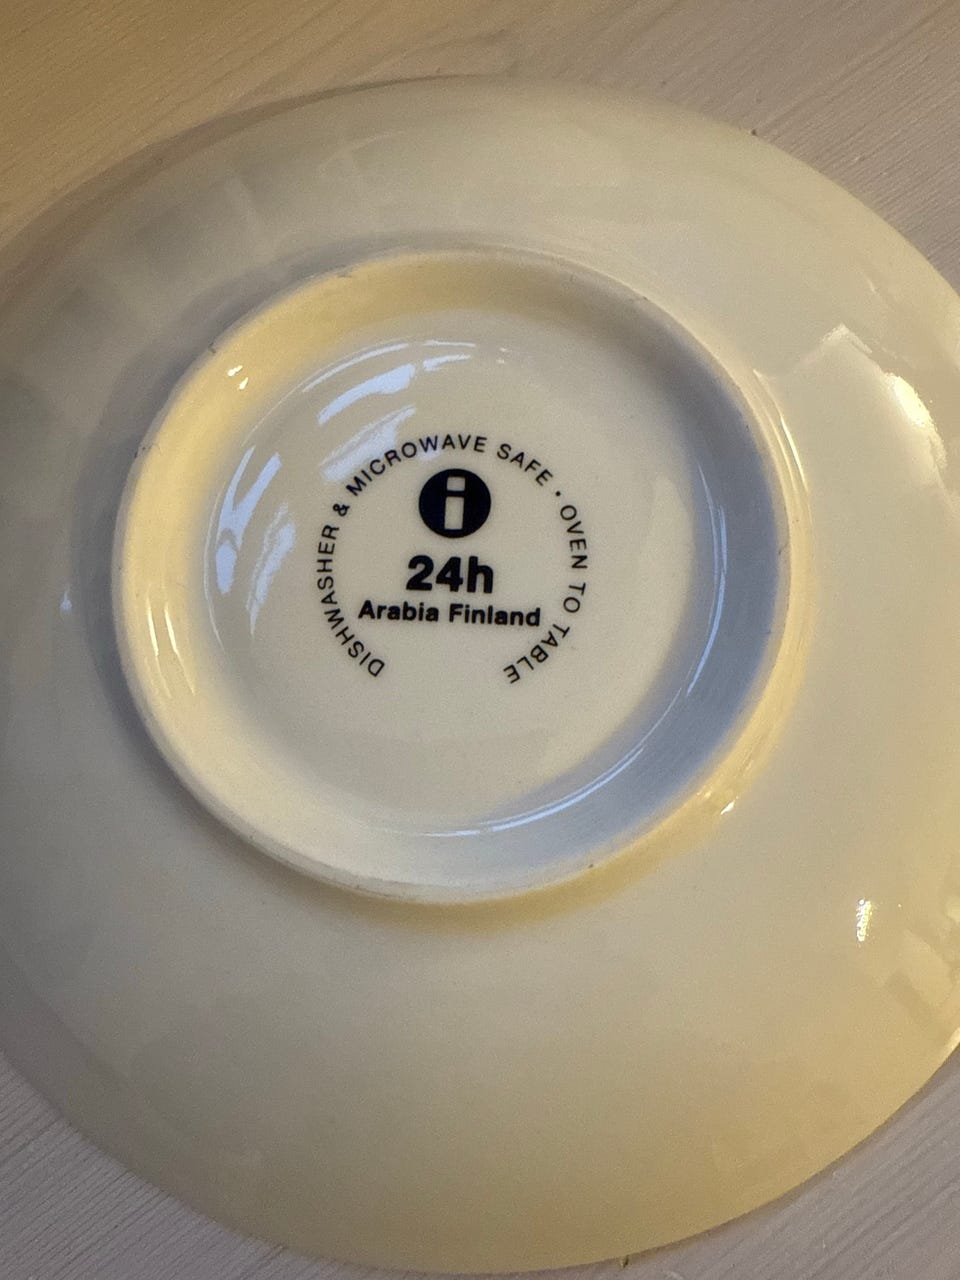 DISHWASHER & MICROWAVE SAFE · OVEN TO TABLE
i
24h
Arabia Finland